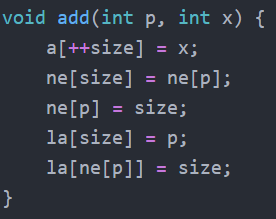 void add(int p, int x) {
    a[++size] = x;
    ne[size] = ne[p];
    ne[p] = size;
    la[size] = p;
    la[ne[p]] = size;
}